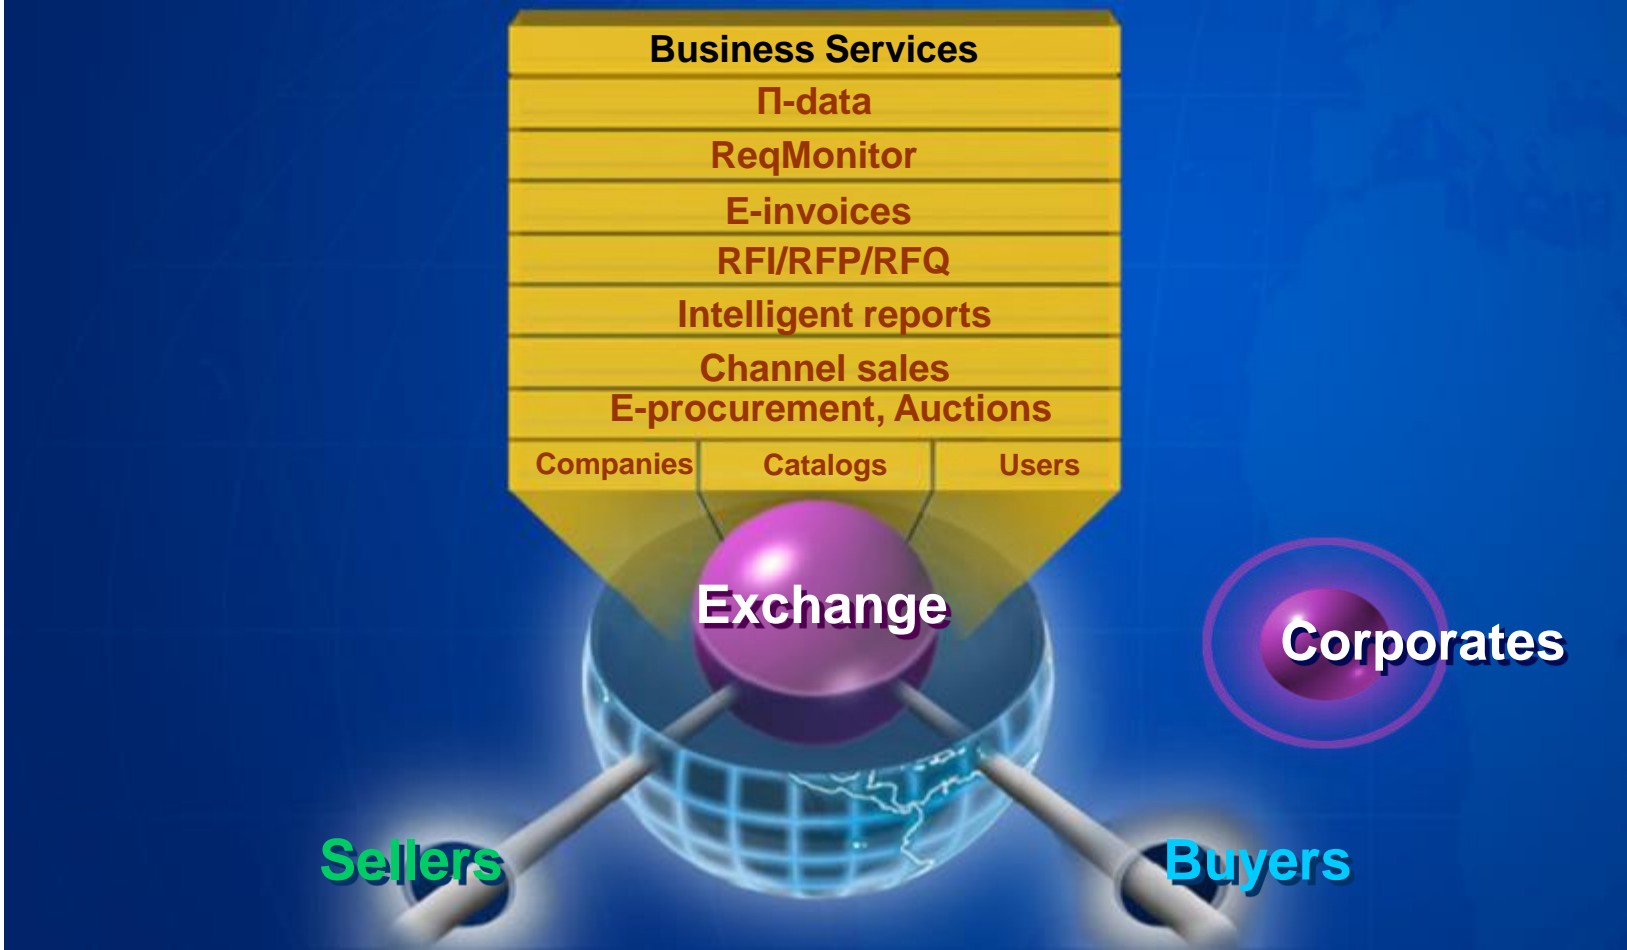 Business Services
Π-data
ReqMonitor
E-invoices
RFI/RFP/RFQ
Intelligent reports
Channel sales
E-procurement, Auctions
Companies Catalogs Users
Exchange
Corporates
Sellers
Buyers